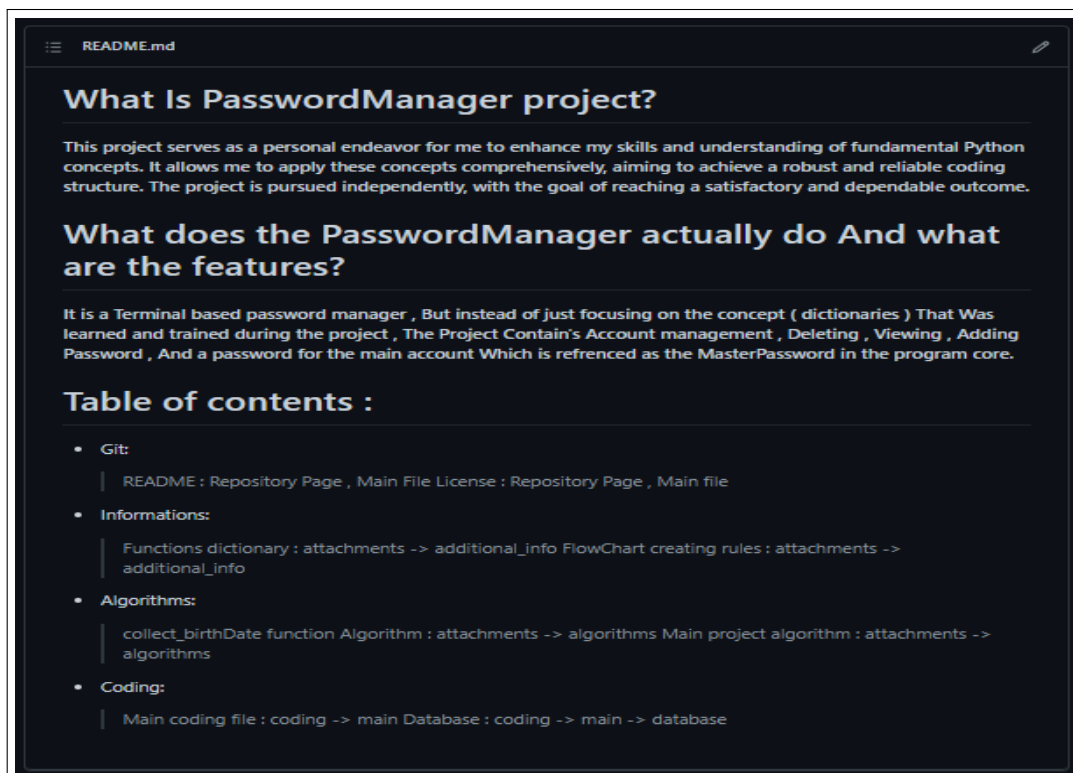 README.md
What Is PasswordManager project?
This project serves as a personal endeavor for me to enhance my skills and understanding of fundamental Python
concepts. It allows me to apply these concepts comprehensively, aiming to achieve a robust and reliable coding
structure. The project is pursued independently, with the goal of reaching a satisfactory and dependable outcome.
What does the PasswordManager actually do And what
are the features?
It is a Terminal based password manager , But instead of just focusing on the concept ( dictionaries ) That Was
learned and trained during the project , The Project Contain's Account management , Deleting , Viewing , Adding
Password , And a password for the main account Which is refrenced as the MasterPassword in the program core.
Table of contents :
• Git:
README : Repository Page , Main File License : Repository Page , Main file
• Informations:
Functions dictionary : attachments -> additional_info FlowChart creating rules : attachments ->
additional_info
• Algorithms:
collect_birthDate function Algorithm : attachments -> algorithms Main project algorithm : attachments ->
algorithms
• Coding:
Main coding file : coding -> main Database : coding -> main -> database